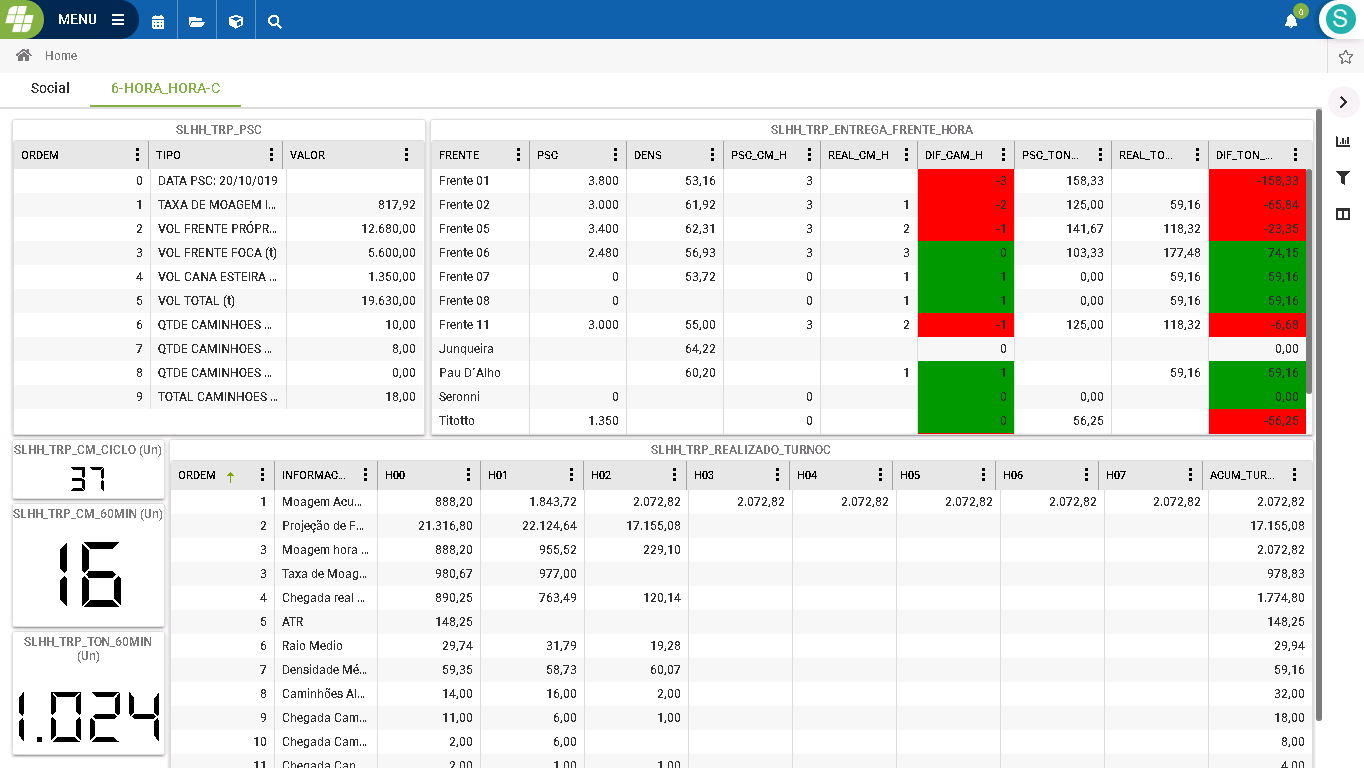 MENU
0
S
Home
Social 6-HORA_HORA-C
SLHH_TRP_PSC
ORDEM TIPO VALOR
0 DATA PSC: 20/10/019
1 TAXA DE MOAGEM I... 817,92
2 VOL FRENTE PRÓPR... 12.680,00
3 VOL FRENTE FOCA (t) 5.600,00
4 VOL CANA ESTEIRA ... 1.350,00
5 VOL TOTAL (t) 19.630,00
6 QTDE CAMINHOES ... 10,00
7 QTDE CAMINHOES ... 8,00
8 QTDE CAMINHOES ... 0,00
9 TOTAL CAMINHOES ... 18,00
SLHH_TRP_ENTREGA_FRENTE_HORA
FRENTE PSC DENS PSC_CM_H REAL_CM_H DIF_CAM_H PSC_TON... REAL_TO... DIF_TON_...
Frente 01 3.800 53,16 3 -3 158,33 -158,33
Frente 02 3.000 61,92 3 1 -2 125,00 59,16 -65,84
Frente 05 3.400 62,31 3 2 -1 141,67 118,32 -23,35
Frente 06 2.480 56,93 3 3 0 103,33 177,48 74,15
Frente 07 0 53,72 0 1 1 0,00 59,16 59,16
Frente 08 0 0 1 1 0,00 59,16 59,16
Frente 11 3.000 55,00 3 2 -1 125,00 118,32 -6,68
Junqueira 64,22 0 0,00
Pau D´Alho 60,20 1 1 59,16 59,16
Seronni 0 0 0 0,00 0,00
Titotto 1.350 0 56,25 -56,25
SLHH_TRP_CM_CICLO (Un)
37
SLHH_TRP_CM_60MIN (Un)
16
SLHH_TRP_TON_60MIN
(Un)
1.024
SLHH_TRP_REALIZADO_TURNOC
ORDEM INFORMAC... H00 H01 H02 H03 H04 H05 H06 H07 ACUM_TUR...
1 Moagem Acu... 888,20 1.843,72 2.072,82 2.072,82 2.072,82 2.072,82 2.072,82 2.072,82 2.072,82
2 Projeção de F... 21.316,80 22.124,64 17.155,08 17.155,08
3 Moagem hora ... 888,20 955,52 229,10 2.072,82
3 Taxa de Moag... 980,67 977,00 978,83
4 Chegada real ... 890,25 763,49 120,14 1.774,80
5 ATR 148,25 148,25
6 Raio Medio 29,74 31,79 19,28 29,94
7 Densidade Mé... 59,35 58,73 60,07 59,16
8 Caminhões Al... 14,00 16,00 2,00 32,00
9 Chegada Cam... 11,00 6,00 1,00 18,00
10 Chegada Cam... 2,00 6,00 8,00
11 Chegada Can... 2,00 1,00 1,00 4,00